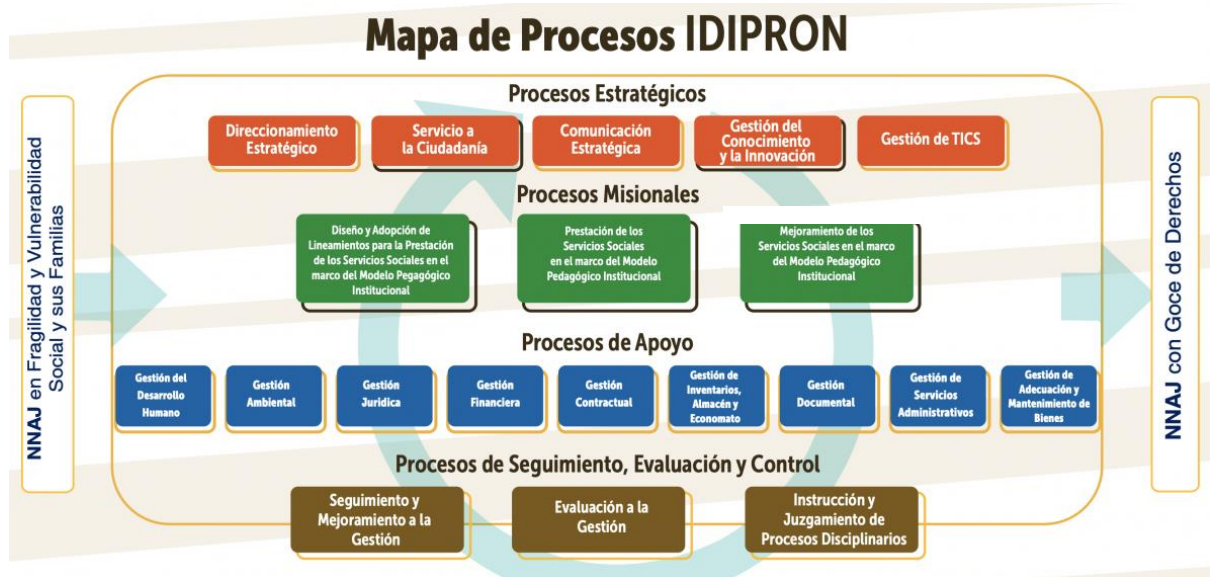 Mapa de Procesos IDIPRON
NNAJ en Fragilidad y Vulnerabilidad
Social y sus Familias
Procesos Estratégicos
Direccionamiento
Estratégico
Servicio a
la Ciudadanía
Comunicación
Estratégica
Gestión del
Conocimiento
y la Innovación
Gestión de TICS
Procesos Misionales
Diseño y Adopción de
Lineamientos para la Prestación
de los Servicios Sociales en el
marco del Modelo Pegagógico
Institucional
Prestación de los
Servicios Sociales
en el marco del Modelo
Pedagógico Institucional
Mejoramiento de los
Servicios Sociales en el marco
del Modelo Pedagógico
Institucional
Procesos de Apoyo
Gestión del
Desarrollo
Humano
Gestión
Ambiental
Gestión
Juridica
Gestión
Financiera
Gestión
Contractual
Gestión de
Inventarios,
Almacén y
Economato
Gestión
Documental
Gestión de
Servicios
Administrativos
Gestión de
Adecuación y
Mantenimiento de
Bienes
Procesos de Seguimiento, Evaluación y Control
Seguimiento y
Mejoramiento a la
Gestión
Evaluación a la
Gestión
Instrucción y
Juzgamiento de
Procesos Disciplinarios
NNAJ con Goce de Derechos